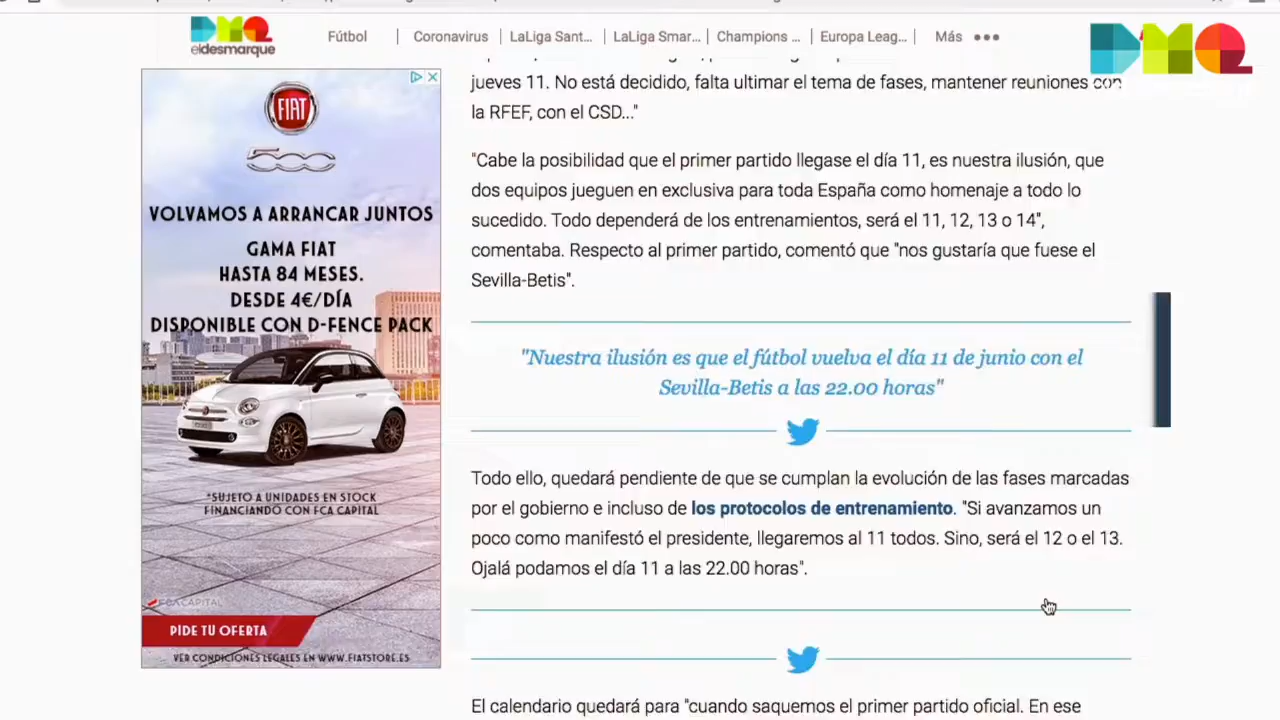 DMQ
eldesmarque
Fútbol
Coronavirus
LaLiga Sant...
LaLiga Smar...
Champions ...
Europa Leag...
Más
DMQ
jueves 11. No está decidido, falta ultimar el tema de fases, mantener reuniones con
la RFEF, con el CSD..."
"Cabe la posibilidad que el primer partido llegase el día 11, es nuestra ilusión, que
dos equipos jueguen en exclusiva para toda España como homenaje a todo lo
sucedido. Todo dependerá de los entrenamientos, será el 11, 12, 13 o 14",
comentaba. Respecto al primer partido, comentó que "nos gustaría que fuese el
Sevilla-Betis".
"Nuestra ilusión es que el fútbol vuelva el día 11 de junio con el
Sevilla-Betis a las 22.00 horas"
Todo ello, quedará pendiente de que se cumplan la evolución de las fases marcadas
por el gobierno e incluso de los protocolos de entrenamiento. "Si avanzamos un
poco como manifestó el presidente, llegaremos al 11 todos. Sino, será el 12 o el 13.
Ojalá podamos el día 11 a las 22.00 horas".
El calendario quedará para "cuando saquemos el primer partido oficial. En ese
FIAT
500
VOLVAMOS A ARRANCAR JUNTOS
GAMA FIAT
HASTA 84 MESES.
DESDE 4€/DÍA
DISPONIBLE CON D-FENCE PACK
*SUJETO A UNIDADES EN STOCK
FINANCIANDO CON FCA CAPITAL
FCA CAPITAL
PIDE TU OFERTA
VER CONDICIONES LEGALES EN WWW.FIATSTORE.ES